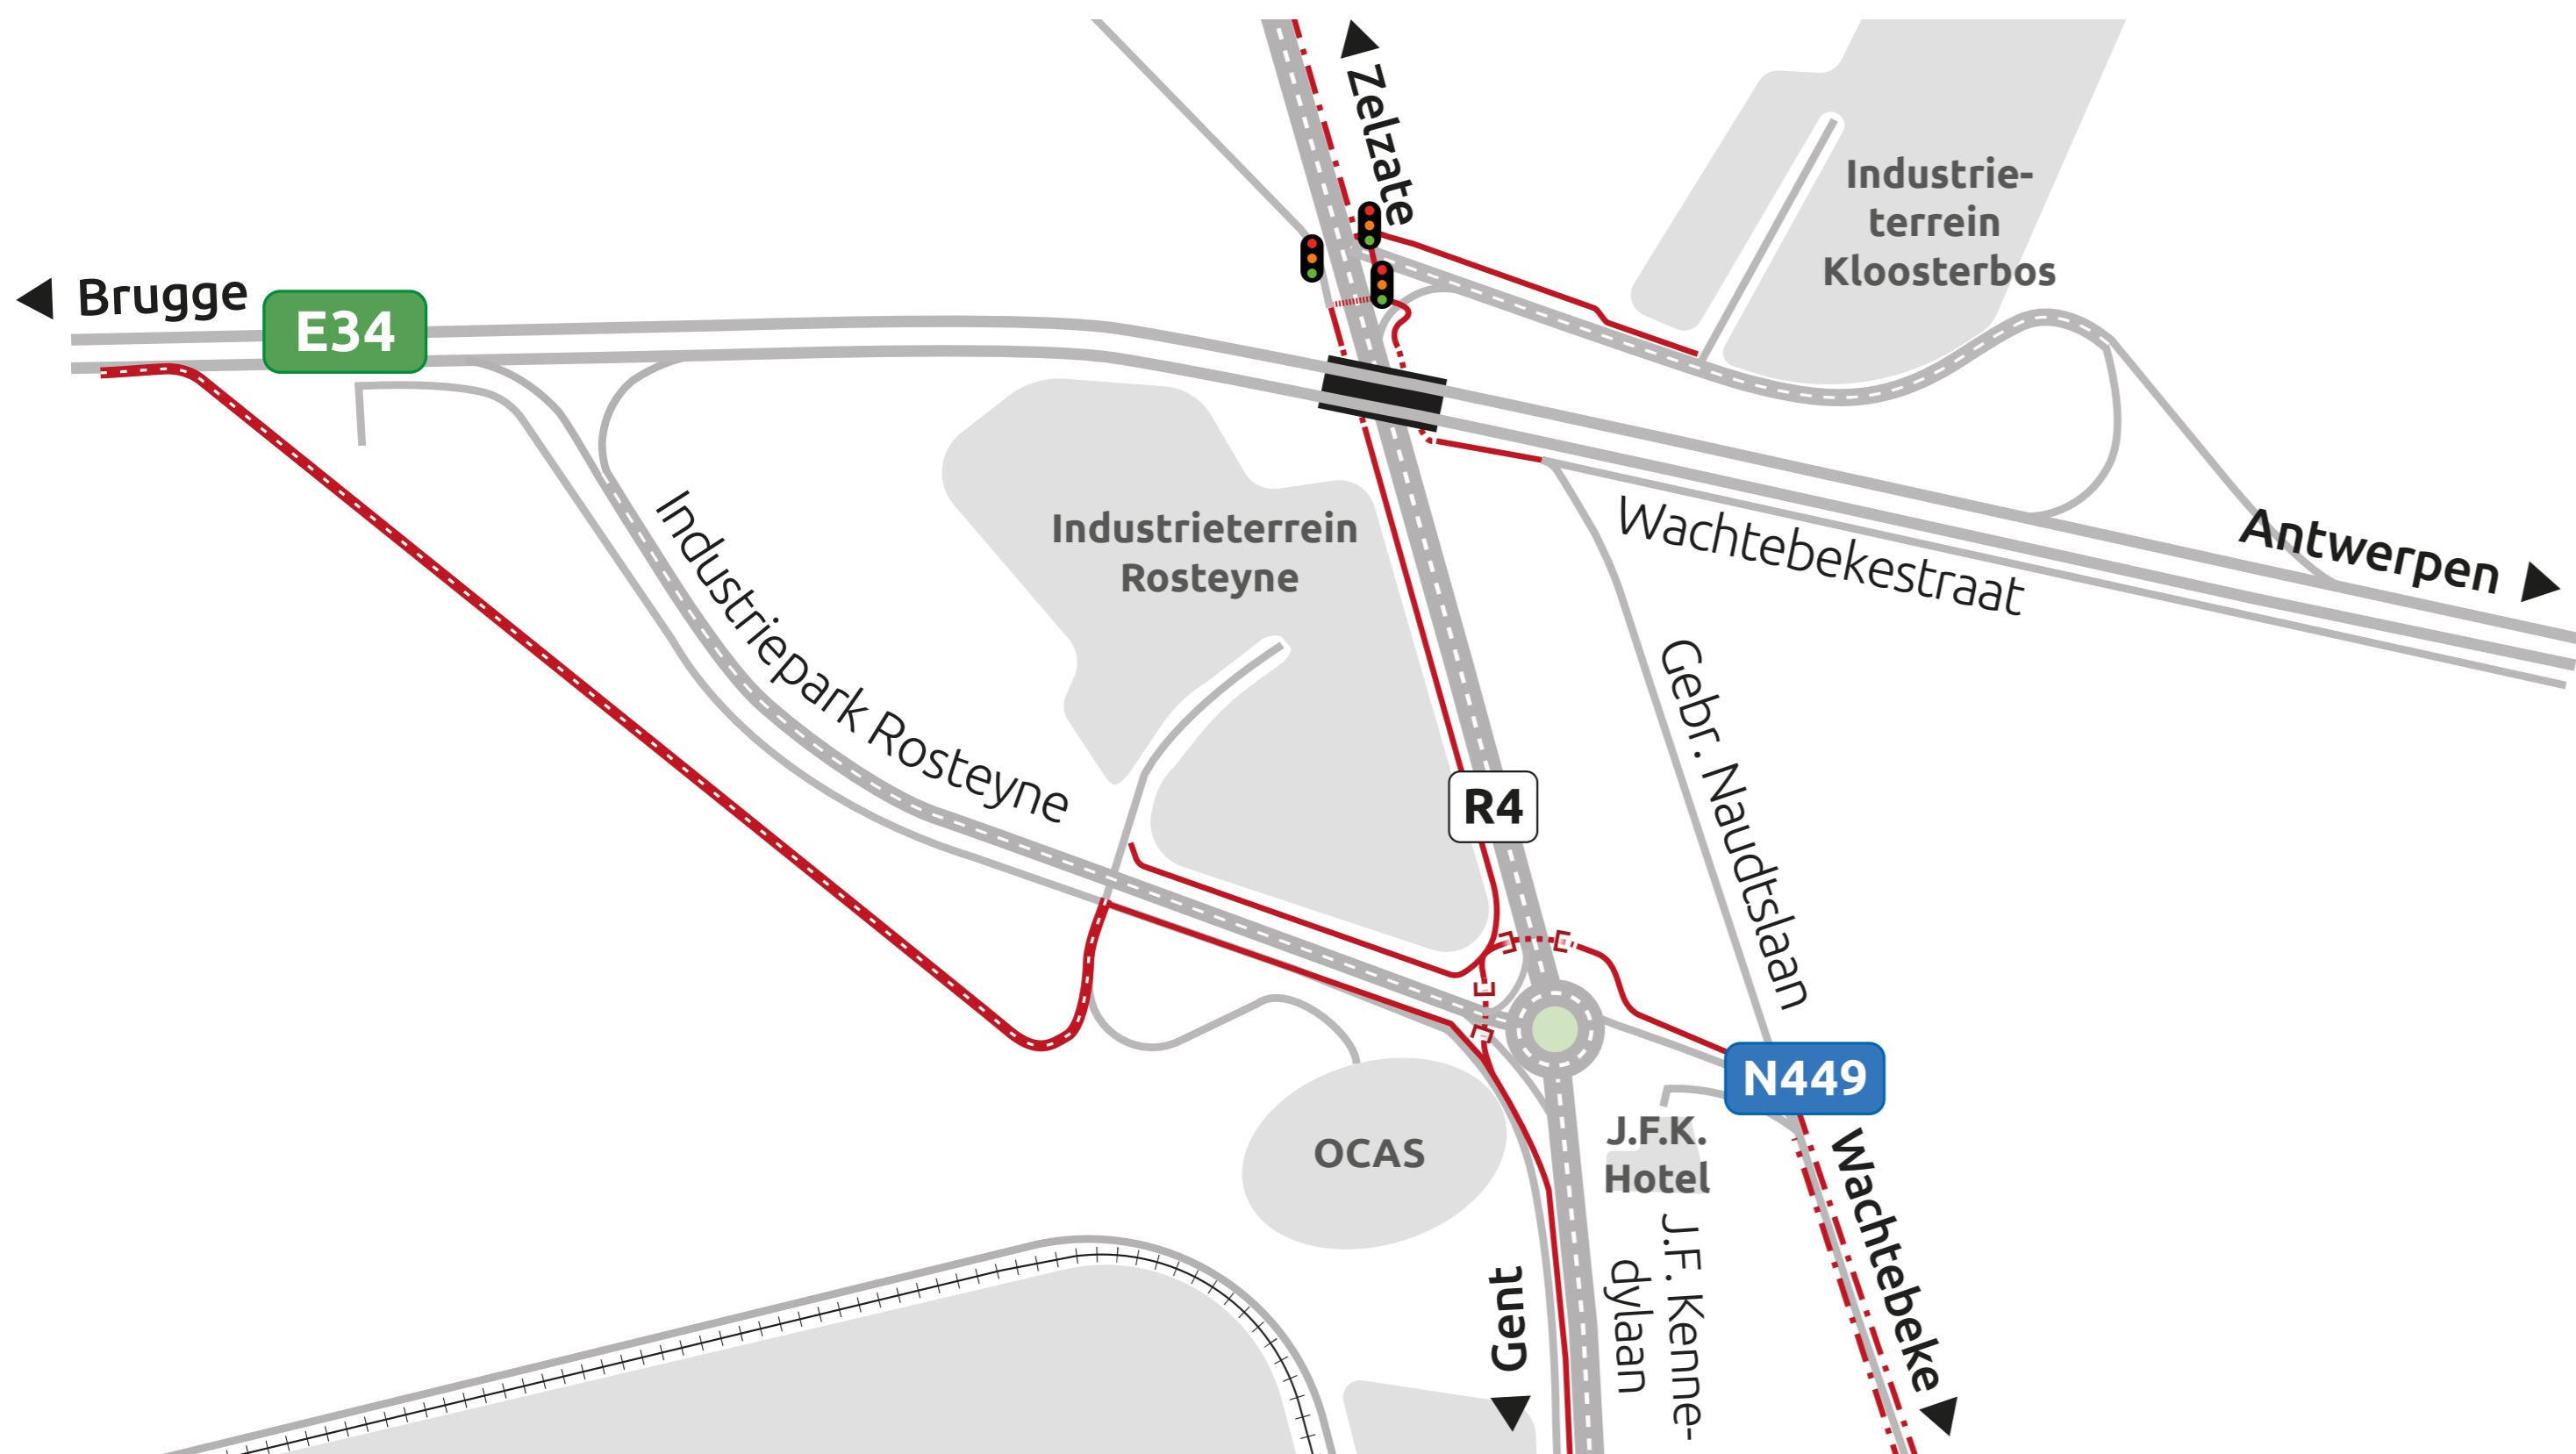 Zelzate
Industrie-
terrein
Kloosterbos
Brugge
E34
Industrieterrein
Rosteyne
Industriepark Rosteyne
Wachtebekestraat
Antwerpen
Gebr. Naudtslaan
R4
N449
OCAS
J.F.K.
Hotel
J.F. Kenne-
dylaan
Gent
Wachtebeke